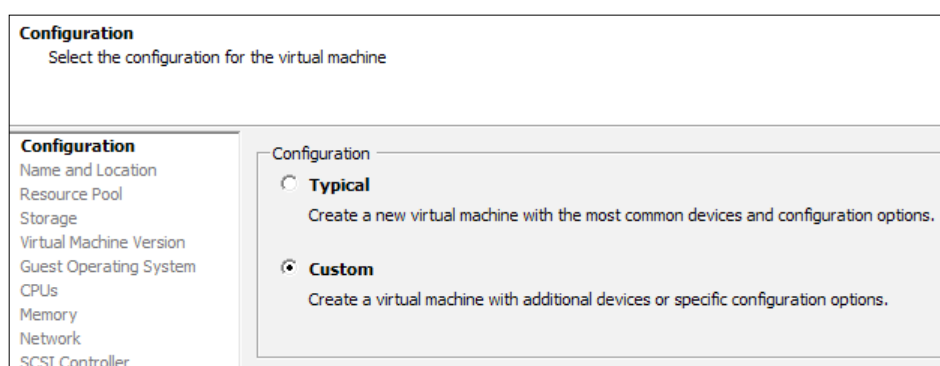 Configuration
Select the configuration for the virtual machine
Configuration
Name and Location
Resource Pool
Storage
Virtual Machine Version
Guest Operating System
CPUs
Memory
Network
SCSI Controller
Configuration
Typical
Create a new virtual machine with the most common devices and configuration options.
Custom
Create a virtual machine with additional devices or specific configuration options.